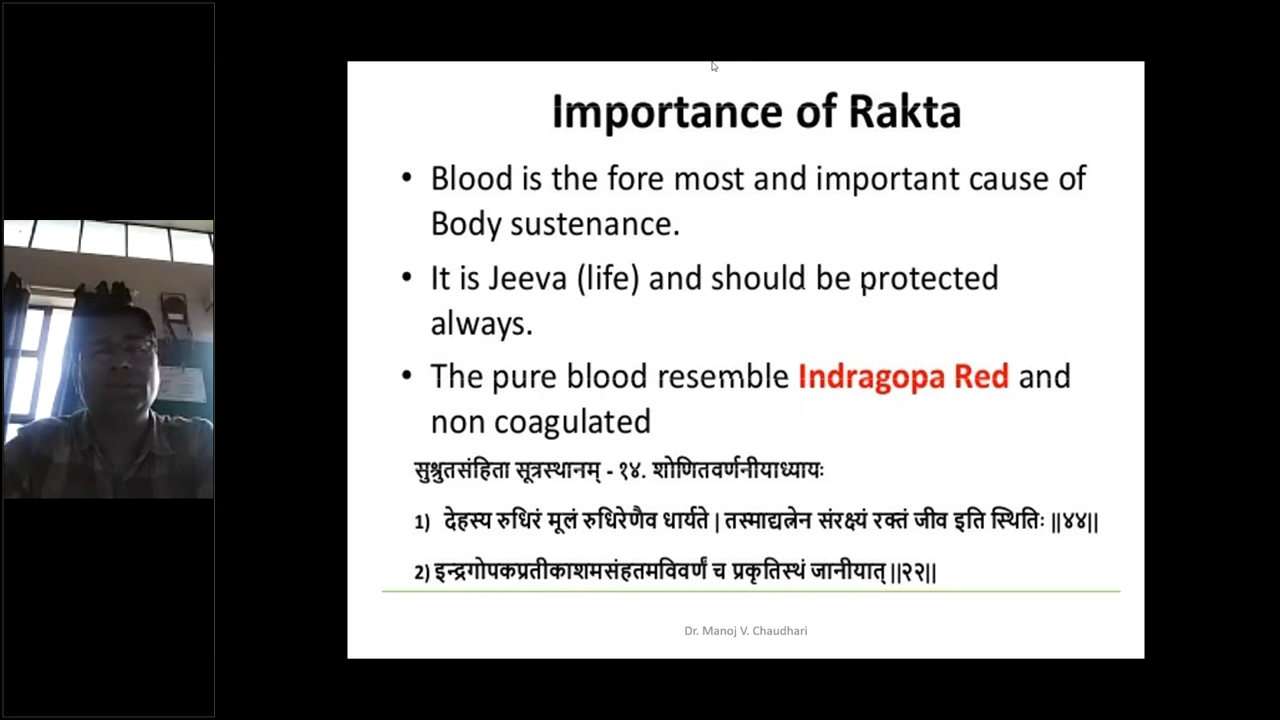 Importance of Rakta
• Blood is the fore most and important cause of
Body sustenance.
• It is Jeeva (life) and should be protected
always.
• The pure blood resemble Indragopa Red and
non coagulated
सुश्रुतसंहिता सूत्रस्थानम् - १४. शोणितवर्णनीयाध्यायः
1) देहस्य रुधिरं मूलं रुधिरेणैव धार्यते | तस्माद्यत्नेन संरक्ष्यं रक्तं जीव इति स्थितिः ||४४||
2) इन्द्रगोपकप्रतीकाशमसंहतमविवर्णं च प्रकृतिस्थं जानीयात् ||२२||
Dr. Manoj V. Chaudhari